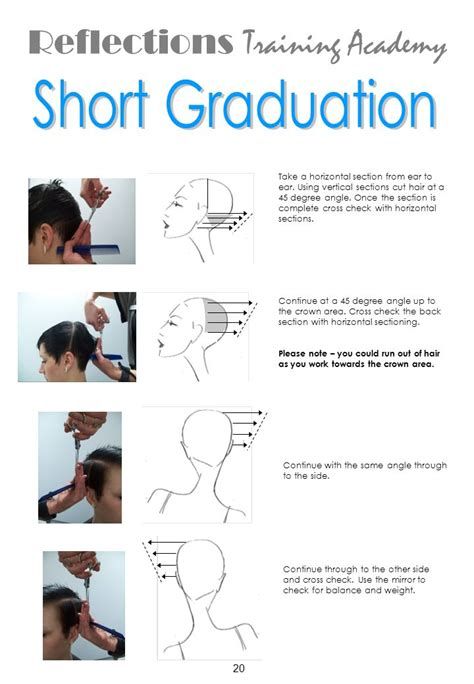 Reflections Training Academy
Short Graduation
Take a horizontal section from ear to
ear. Using vertical sections cut hair at a
45 degree angle. Once the section is
complete cross check with horizontal
sections.
Continue at a 45 degree angle up to
the crown area. Cross check the back
section with horizontal sectioning.
Please note – you could run out of hair
as you work towards the crown area.
Continue with the same angle through
to the side.
Continue through to the other side
and cross check. Use the mirror to
check for balance and weight.
20